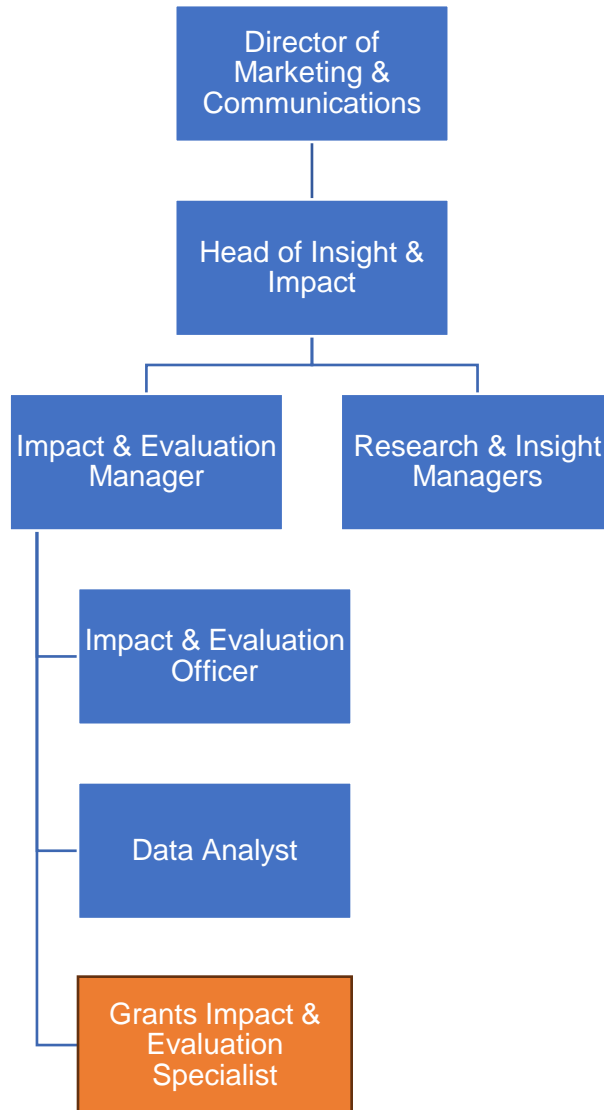 Director of
Marketing &
Communications
Head of Insight &
Impact
Impact & Evaluation
Manager
Research & Insight
Managers
Impact & Evaluation
Officer
Data Analyst
Grants Impact &
Evaluation
Specialist